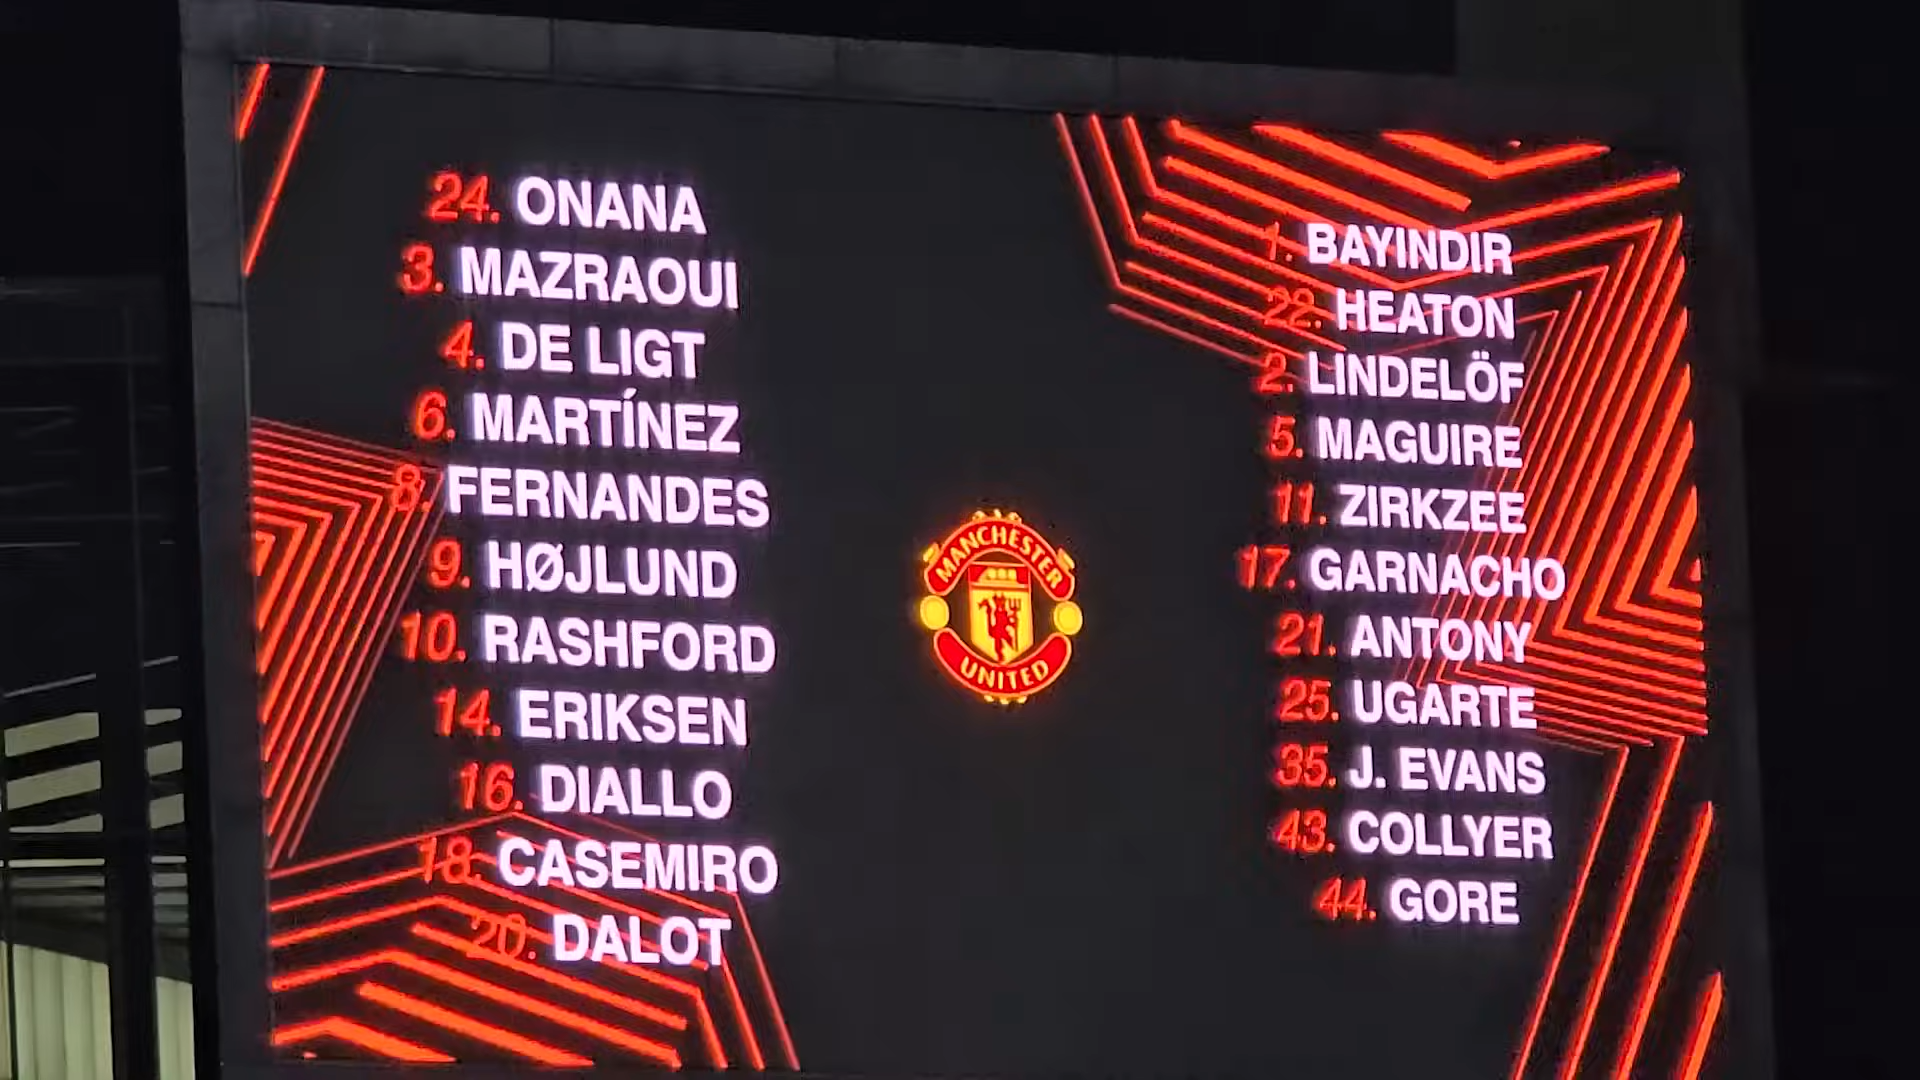 24. ONANA
3. MAZRAOUI
4. DE LIGT
6. MARTÍNEZ
8. FERNANDES
9. HØJLUND
10. RASHFORD
14. ERIKSEN
16. DIALLO
18. CASEMIRO
20. DALOT
MANCHESTER
UNITED
1. BAYINDIR
22. HEATON
2. LINDELÖF
5. MAGUIRE
11. ZIRKZEE
17. GARNACHO
21. ANTONY
25. UGARTE
35. J. EVANS
43. COLLYER
44. GORE